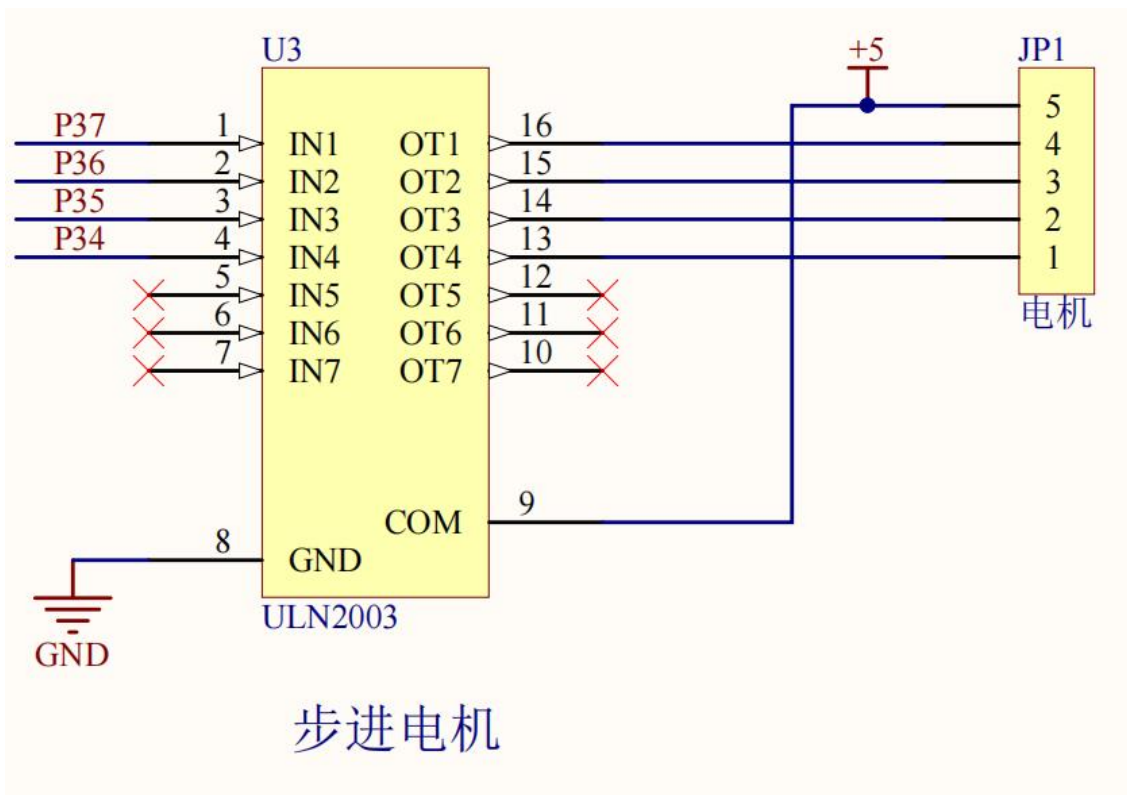 U3
+5
JP1
P37 1 IN1 OT1 16
P36 2 IN2 OT2 15
P35 3 IN3 OT3 14
P34 4 IN4 OT4 13
5 IN5 OT5 12
6 IN6 OT6 11
7 IN7 OT7 10
5
4
3
2
1
电机
COM 9
8 GND
ULN2003
GND
步进电机